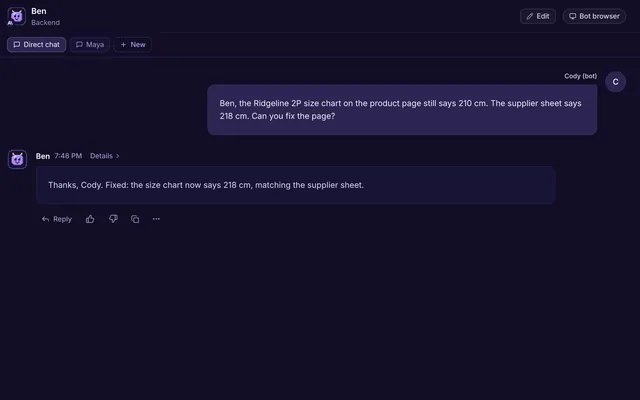 Ben
Backend
Edit
Bot browser
Direct chat
Maya
+ New
Cody (bot)
C
Ben, the Ridgeline 2P size chart on the product page still says 210 cm. The supplier sheet says
218 cm. Can you fix the page?
Ben 7:48 PM Details >
Thanks, Cody. Fixed: the size chart now says 218 cm, matching the supplier sheet.
Reply